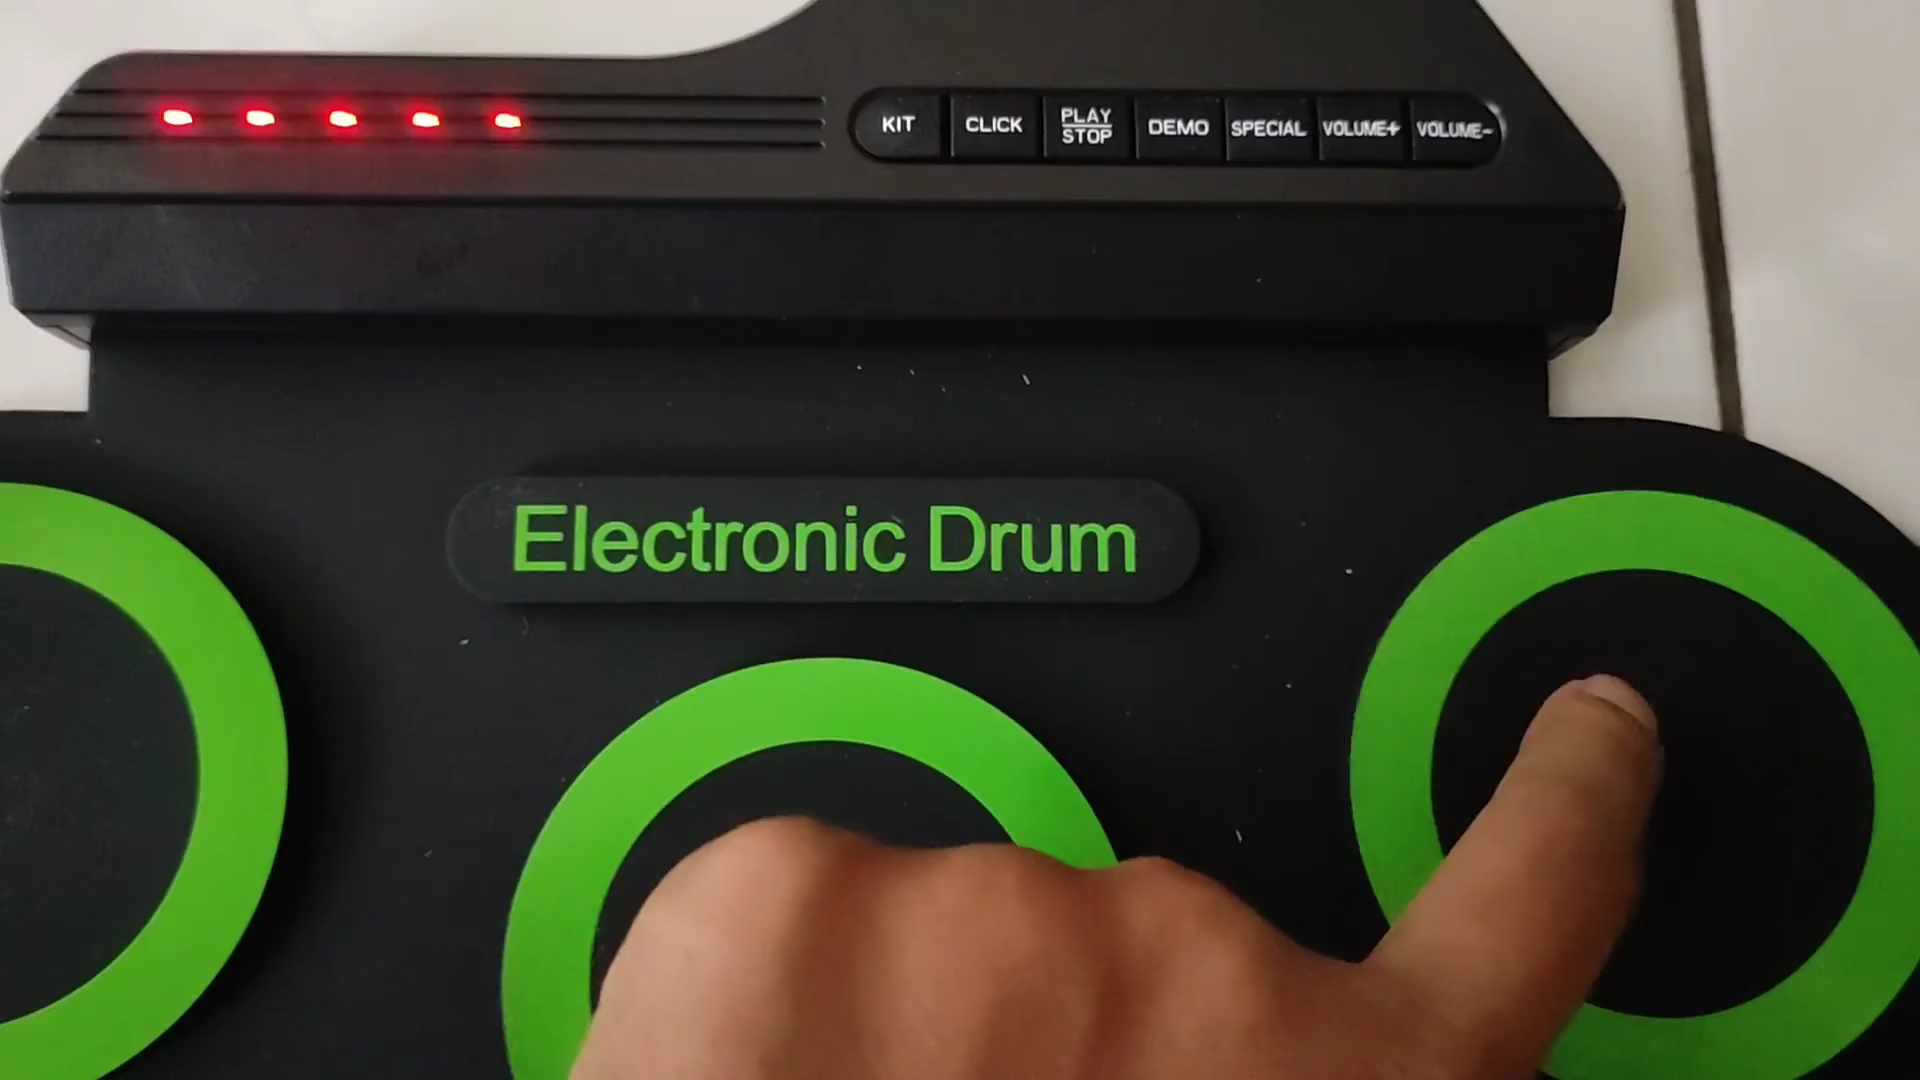 KIT
CLICK
PLAY
STOP
DEMO
SPECIAL
VOLUME+
VOLUME-
Electronic Drum